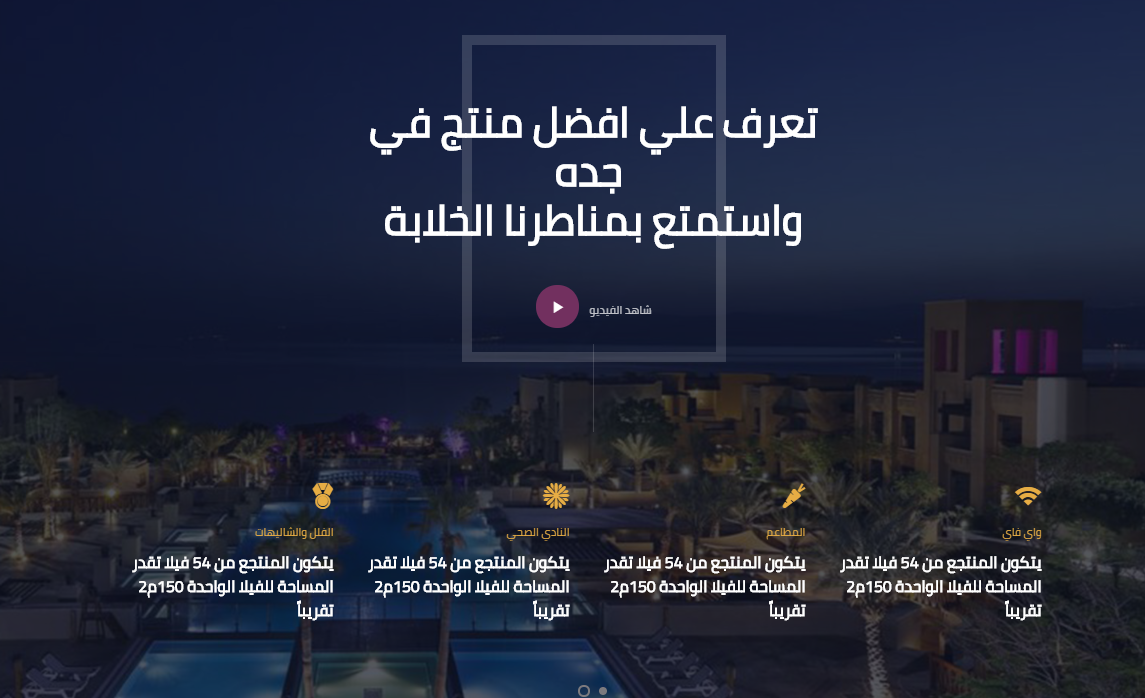 تعرف علي افضل منتج في
جده
واستمتع بمناطرنا الخلابة
شاهد الفيديو
واي فاي
يتكون المنتجع من 54 فيلا تقدر
المساحة للفيلا الواحدة 150م2
تقريباً
المطاعم
يتكون المنتجع من 54 فيلا تقدر
المساحة للفيلا الواحدة 150م2
تقريباً
النادي الصحي
يتكون المنتجع من 54 فيلا تقدر
المساحة للفيلا الواحدة 150م2
تقريباً
الفلل والشاليهات
يتكون المنتجع من 54 فيلا تقدر
المساحة للفيلا الواحدة 150م2
تقريباً